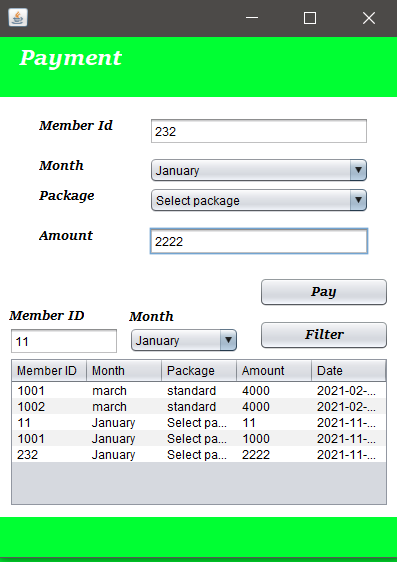 Payment
Member Id 232
Month January
Package Select package
Amount 2222
Pay
Member ID Month
11 January Filter
Member ID Month Package Amount Date
1001 march standard 4000 2021-02-...
1002 march standard 4000 2021-02-...
11 January Select pa... 11 2021-11-...
1001 January Select pa... 1000 2021-11-...
232 January Select pa... 2222 2021-11-...